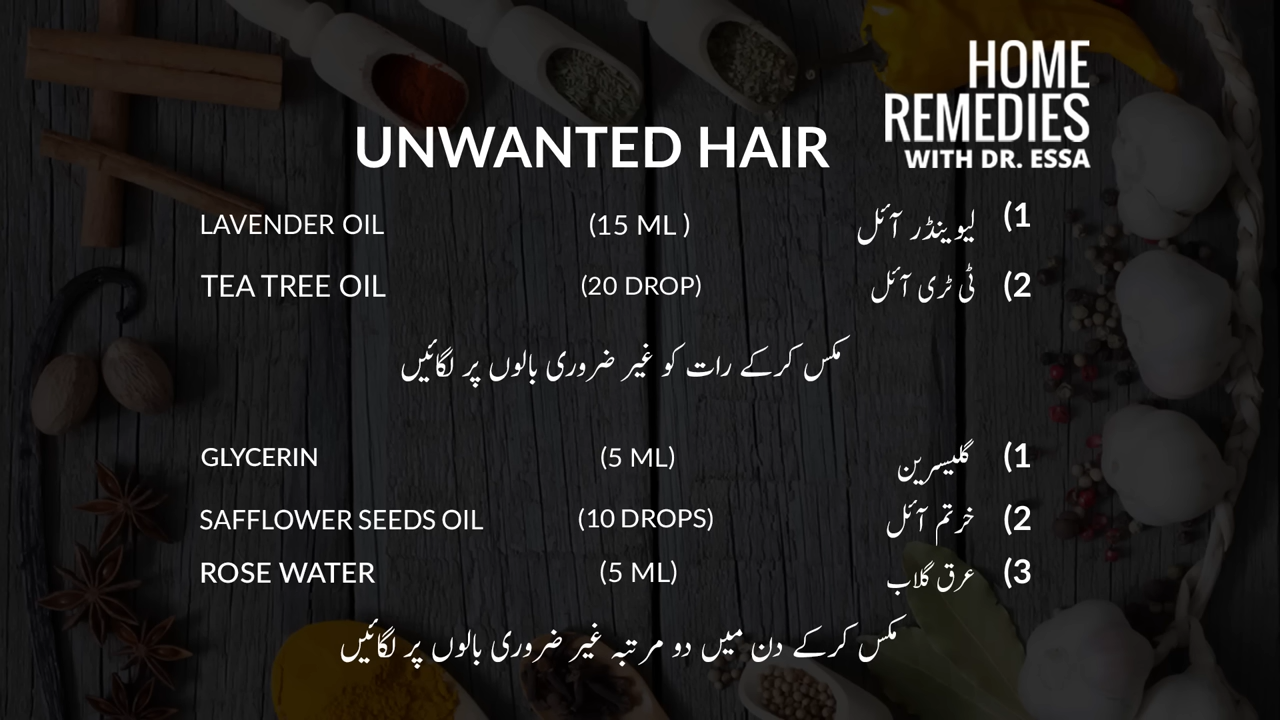 HOME
REMEDIES
WITH DR. ESSA
UNWANTED HAIR
LAVENDER OIL (15 ML ) لیوینڈر آئل (1
TEA TREE OIL (20 DROP) ٹی ٹری آئل (2
مکس کرکے رات کو غیر ضروری بالوں پر لگائیں
GLYCERIN (5 ML) گلیسرین (1
SAFFLOWER SEEDS OIL (10 DROPS) خرتم آئل (2
ROSE WATER (5 ML) عرق گلاب (3
مکس کرکے دن میں دو مرتبہ غیر ضروری بالوں پر لگائیں